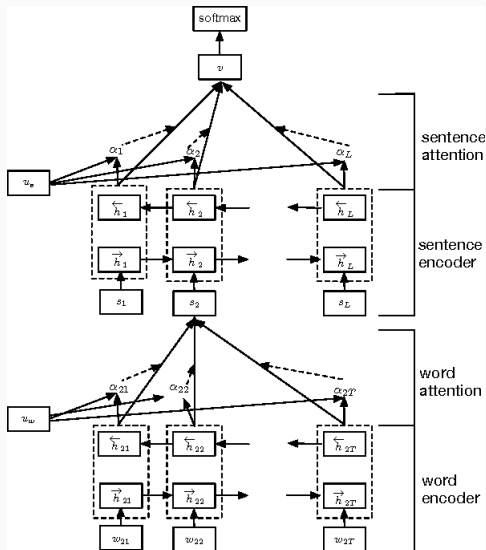 softmax
v
α1 α2 αL
sentence
attention
us
←h1 ←h2 ←hL
→h1 →h2 →hL
sentence
encoder
s1 s2 sL
α21 α22 α2T
word
attention
uw
←h21 ←h22 ←h2T
→h21 →h22 →h2T
word
encoder
w21 w22 w2T